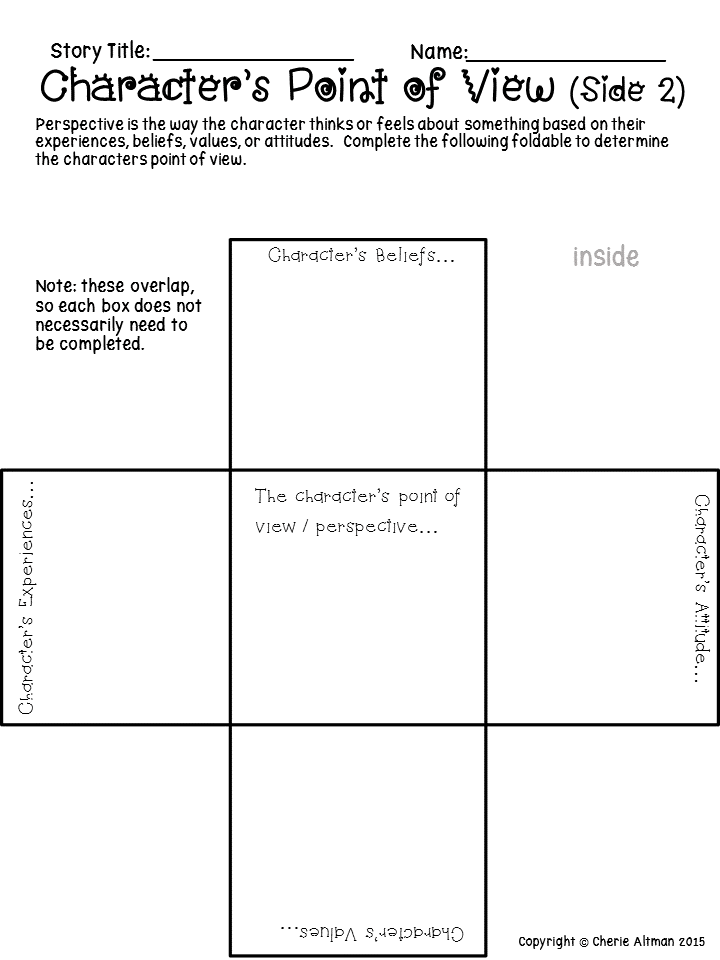 Story Title:____________________ Name:____________________
Character's Point of View (Side 2)
Perspective is the way the character thinks or feels about something based on their
experiences, beliefs, values, or attitudes. Complete the following foldable to determine
the characters point of view.
Character's Beliefs...
inside
Note: these overlap,
so each box does not
necessarily need to
be completed.
Character's Experiences...
The character's point of
view / perspective...
Character's Attitude...
Character's Values...
Copyright © Cherie Altman 2015